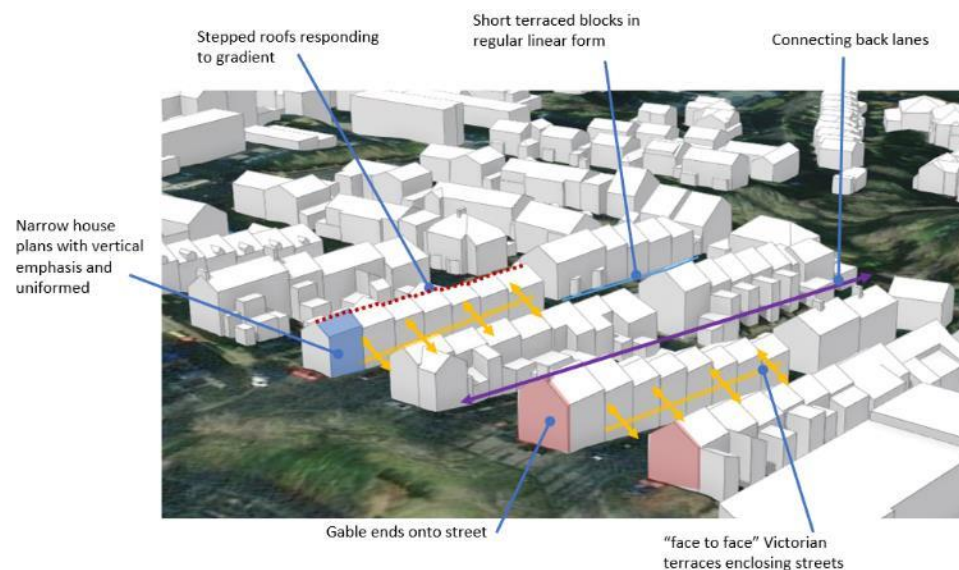 Short terraced blocks in
regular linear form
Stepped roofs responding
to gradient
Connecting back lanes
Narrow house
plans with vertical
emphasis and
uniformed
Gable ends onto street
“face to face” Victorian
terraces enclosing streets